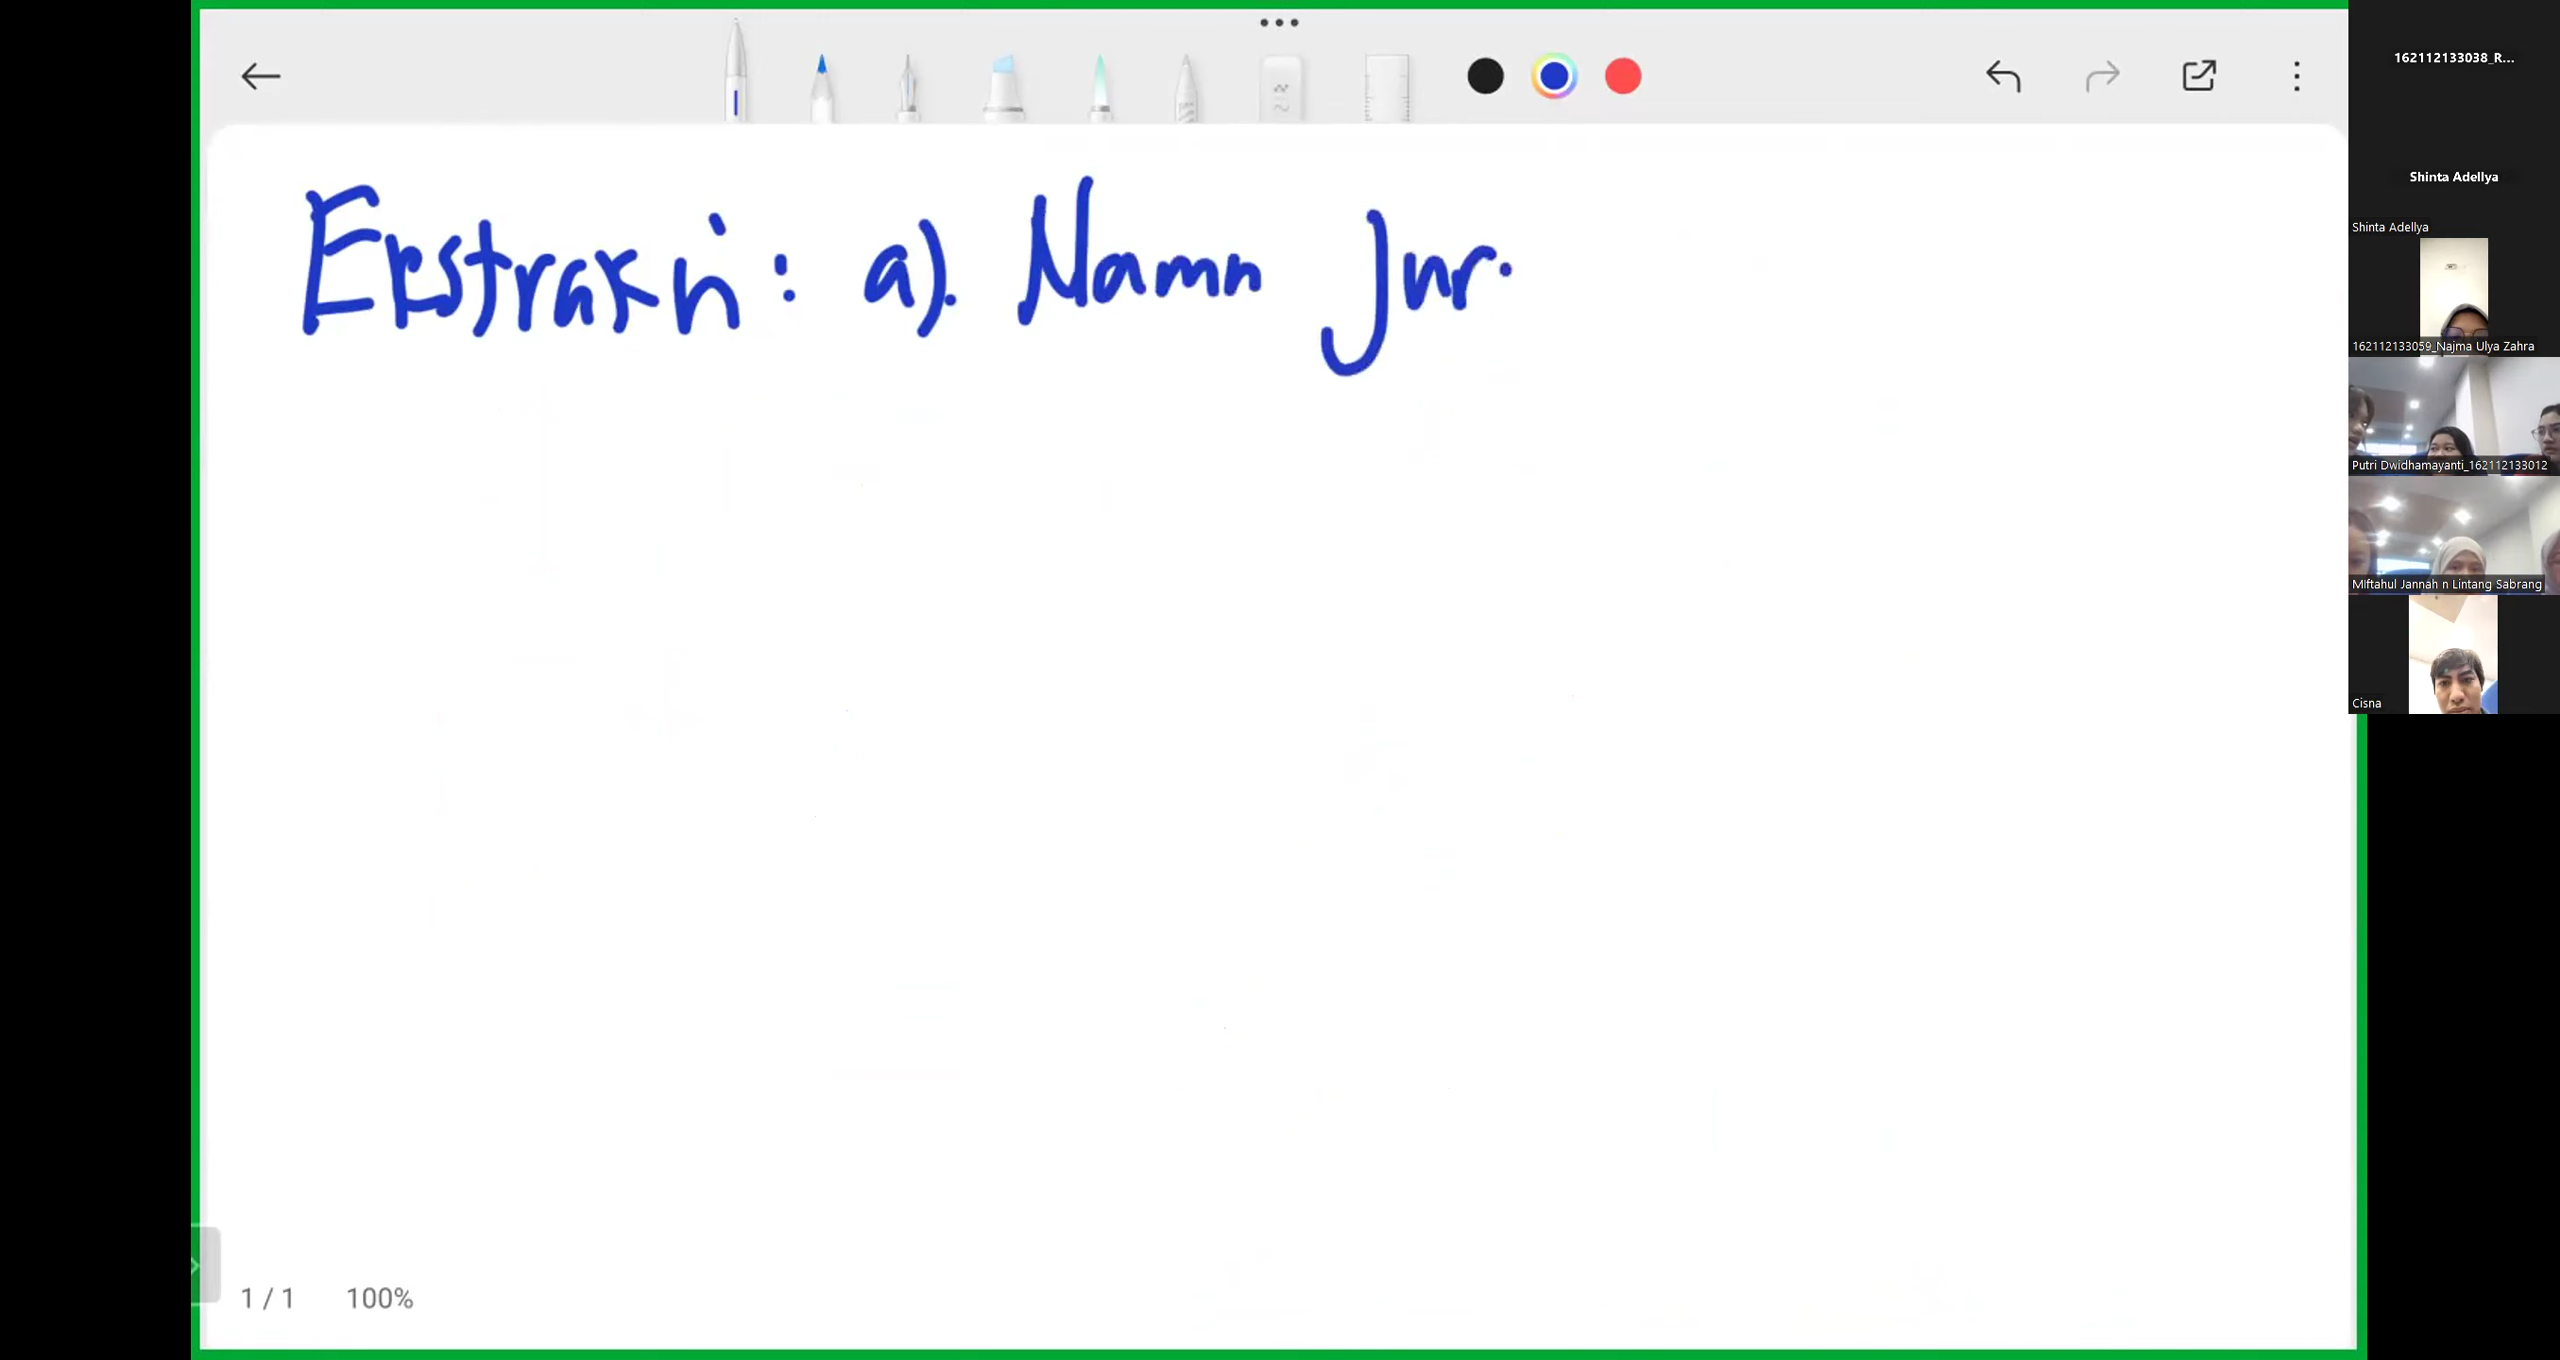 162112133038_R...
Shinta Adellya
Shinta Adellya
Ekstraksi: a). Nama Jur.
162112133059_Najma Ulya Zahra
Putri Dwidhamayanti_162112133012
MIftahul Jannah n Lintang Sabrang
Cisna
1 / 1 100%